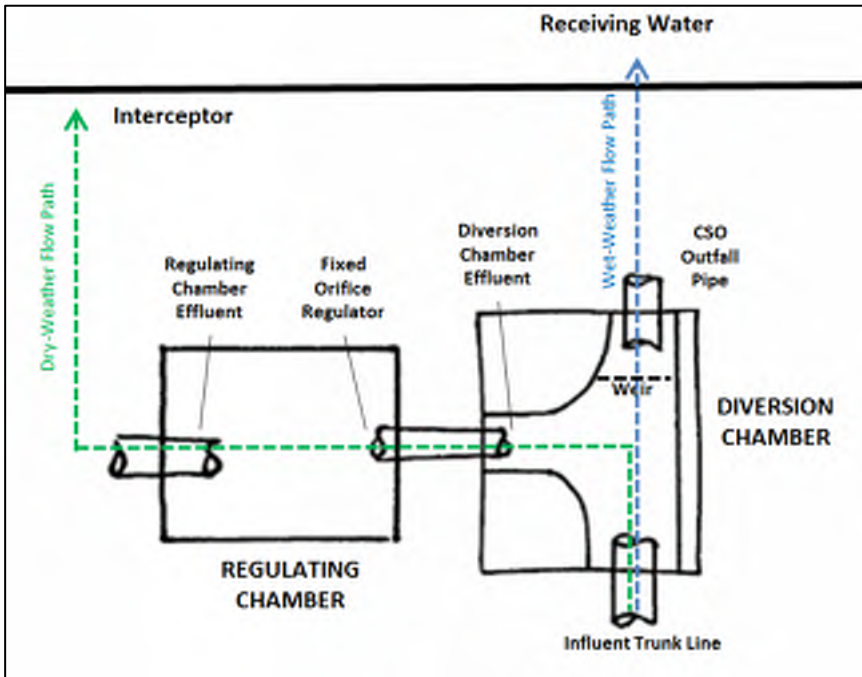 Receiving Water
Interceptor
Dry-Weather Flow Path
Wet-Weather Flow Path
Regulating
Chamber
Effluent
Fixed
Orifice
Regulator
Diversion
Chamber
Effluent
CSO
Outfall
Pipe
Weir
DIVERSION
CHAMBER
REGULATING
CHAMBER
Influent Trunk Line